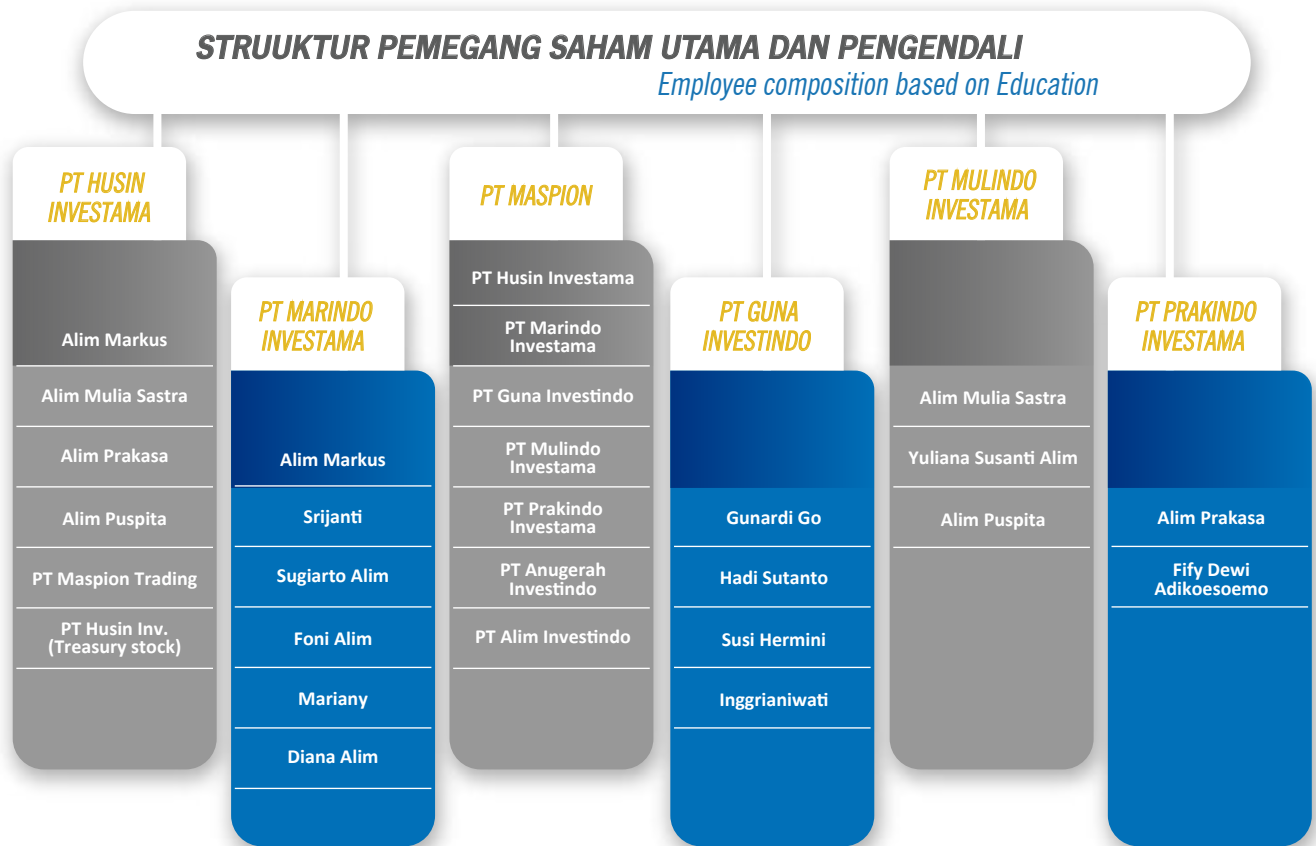 STRUUKTUR PEMEGANG SAHAM UTAMA DAN PENGENDALI
Employee composition based on Education
PT HUSIN
INVESTAMA
Alim Markus
Alim Mulia Sastra
Alim Prakasa
Alim Puspita
PT Maspion Trading
PT Husin Inv.
(Treasury stock)
PT MARINDO
INVESTAMA
Alim Markus
Srijanti
Sugiarto Alim
Foni Alim
Mariany
Diana Alim
PT MASPION
PT Husin Investama
PT Marindo
Investama
PT Guna Investindo
PT Mulindo
Investama
PT Prakindo
Investama
PT Anugerah
Investindo
PT Alim Investindo
PT GUNA
INVESTINDO
Gunardi Go
Hadi Sutanto
Susi Hermini
Inggrianiwati
PT MULINDO
INVESTAMA
Alim Mulia Sastra
Yuliana Susanti Alim
Alim Puspita
PT PRAKINDO
INVESTAMA
Alim Prakasa
Fify Dewi
Adikoesoemo